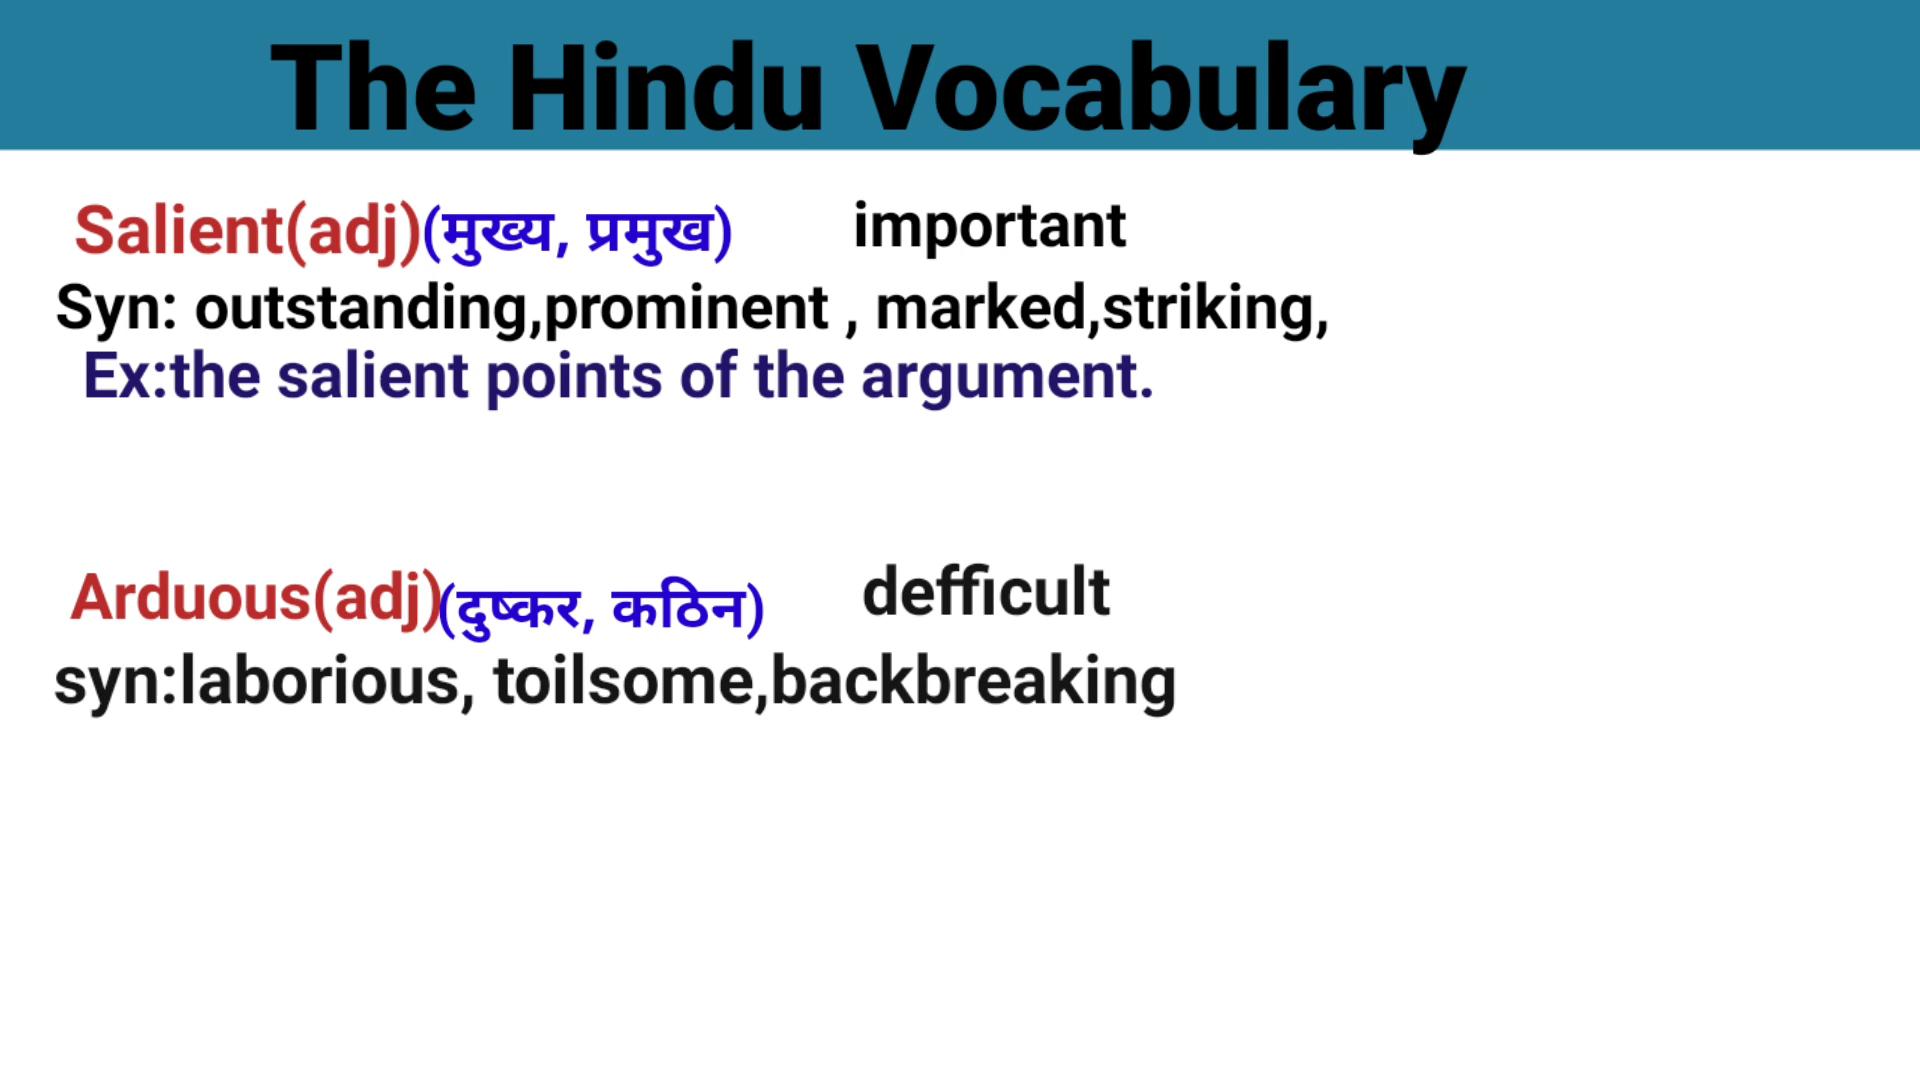 The Hindu Vocabulary
Salient(adj)(मुख्य, प्रमुख) important
Syn: outstanding,prominent , marked,striking,
Ex:the salient points of the argument.
Arduous(adj)(दुष्कर, कठिन) defficult
syn:laborious, toilsome,backbreaking